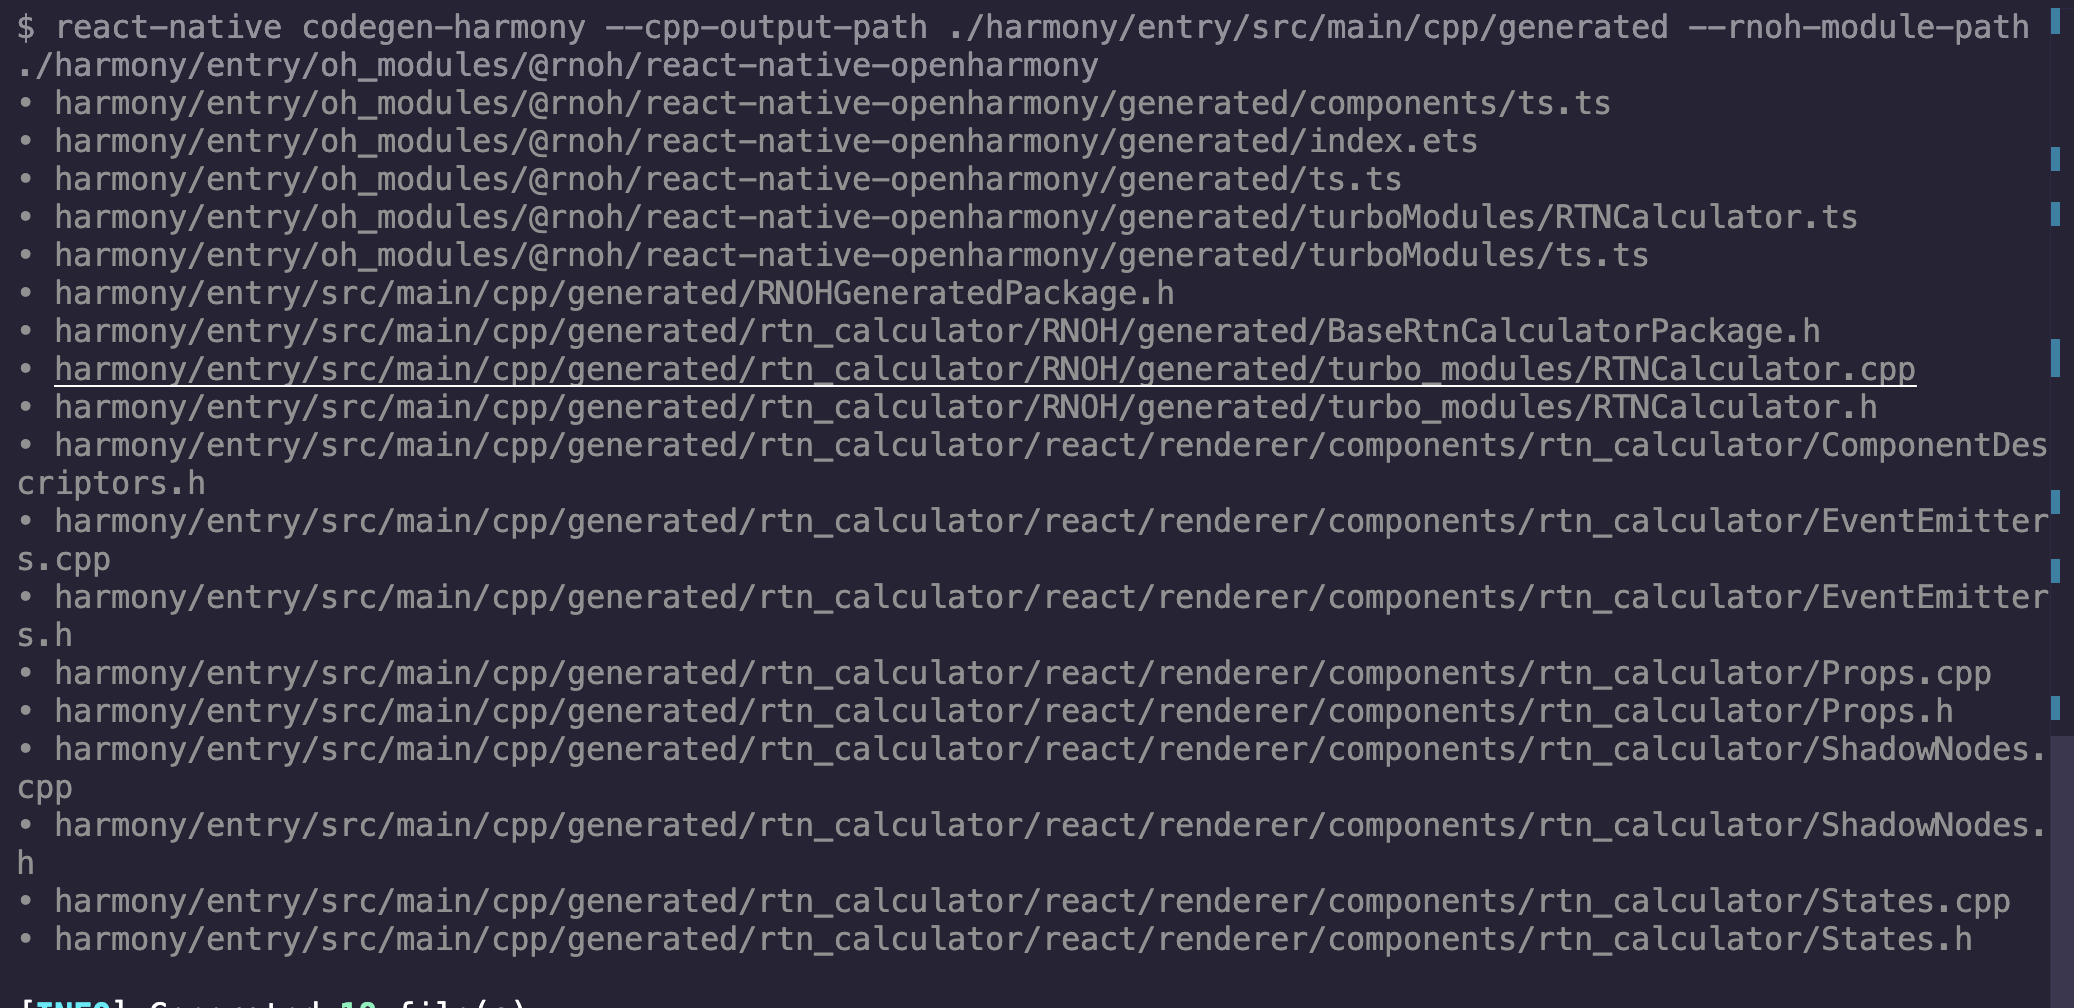 $ react-native codegen-harmony --cpp-output-path ./harmony/entry/src/main/cpp/generated --rnoh-module-path
./harmony/entry/oh_modules/@rnoh/react-native-openharmony
• harmony/entry/oh_modules/@rnoh/react-native-openharmony/generated/components/ts.ts
• harmony/entry/oh_modules/@rnoh/react-native-openharmony/generated/index.ets
• harmony/entry/oh_modules/@rnoh/react-native-openharmony/generated/ts.ts
• harmony/entry/oh_modules/@rnoh/react-native-openharmony/generated/turboModules/RTNCalculator.ts
• harmony/entry/oh_modules/@rnoh/react-native-openharmony/generated/turboModules/ts.ts
• harmony/entry/src/main/cpp/generated/RNOHGeneratedPackage.h
• harmony/entry/src/main/cpp/generated/rtn_calculator/RNOH/generated/BaseRtnCalculatorPackage.h
• harmony/entry/src/main/cpp/generated/rtn_calculator/RNOH/generated/turbo_modules/RTNCalculator.cpp
• harmony/entry/src/main/cpp/generated/rtn_calculator/RNOH/generated/turbo_modules/RTNCalculator.h
• harmony/entry/src/main/cpp/generated/rtn_calculator/react/renderer/components/rtn_calculator/ComponentDes
criptors.h
• harmony/entry/src/main/cpp/generated/rtn_calculator/react/renderer/components/rtn_calculator/EventEmitter
s.cpp
• harmony/entry/src/main/cpp/generated/rtn_calculator/react/renderer/components/rtn_calculator/EventEmitter
s.h
• harmony/entry/src/main/cpp/generated/rtn_calculator/react/renderer/components/rtn_calculator/Props.cpp
• harmony/entry/src/main/cpp/generated/rtn_calculator/react/renderer/components/rtn_calculator/Props.h
• harmony/entry/src/main/cpp/generated/rtn_calculator/react/renderer/components/rtn_calculator/ShadowNodes.
cpp
• harmony/entry/src/main/cpp/generated/rtn_calculator/react/renderer/components/rtn_calculator/ShadowNodes.
h
• harmony/entry/src/main/cpp/generated/rtn_calculator/react/renderer/components/rtn_calculator/States.cpp
• harmony/entry/src/main/cpp/generated/rtn_calculator/react/renderer/components/rtn_calculator/States.h
[INFO] Generated file(s)